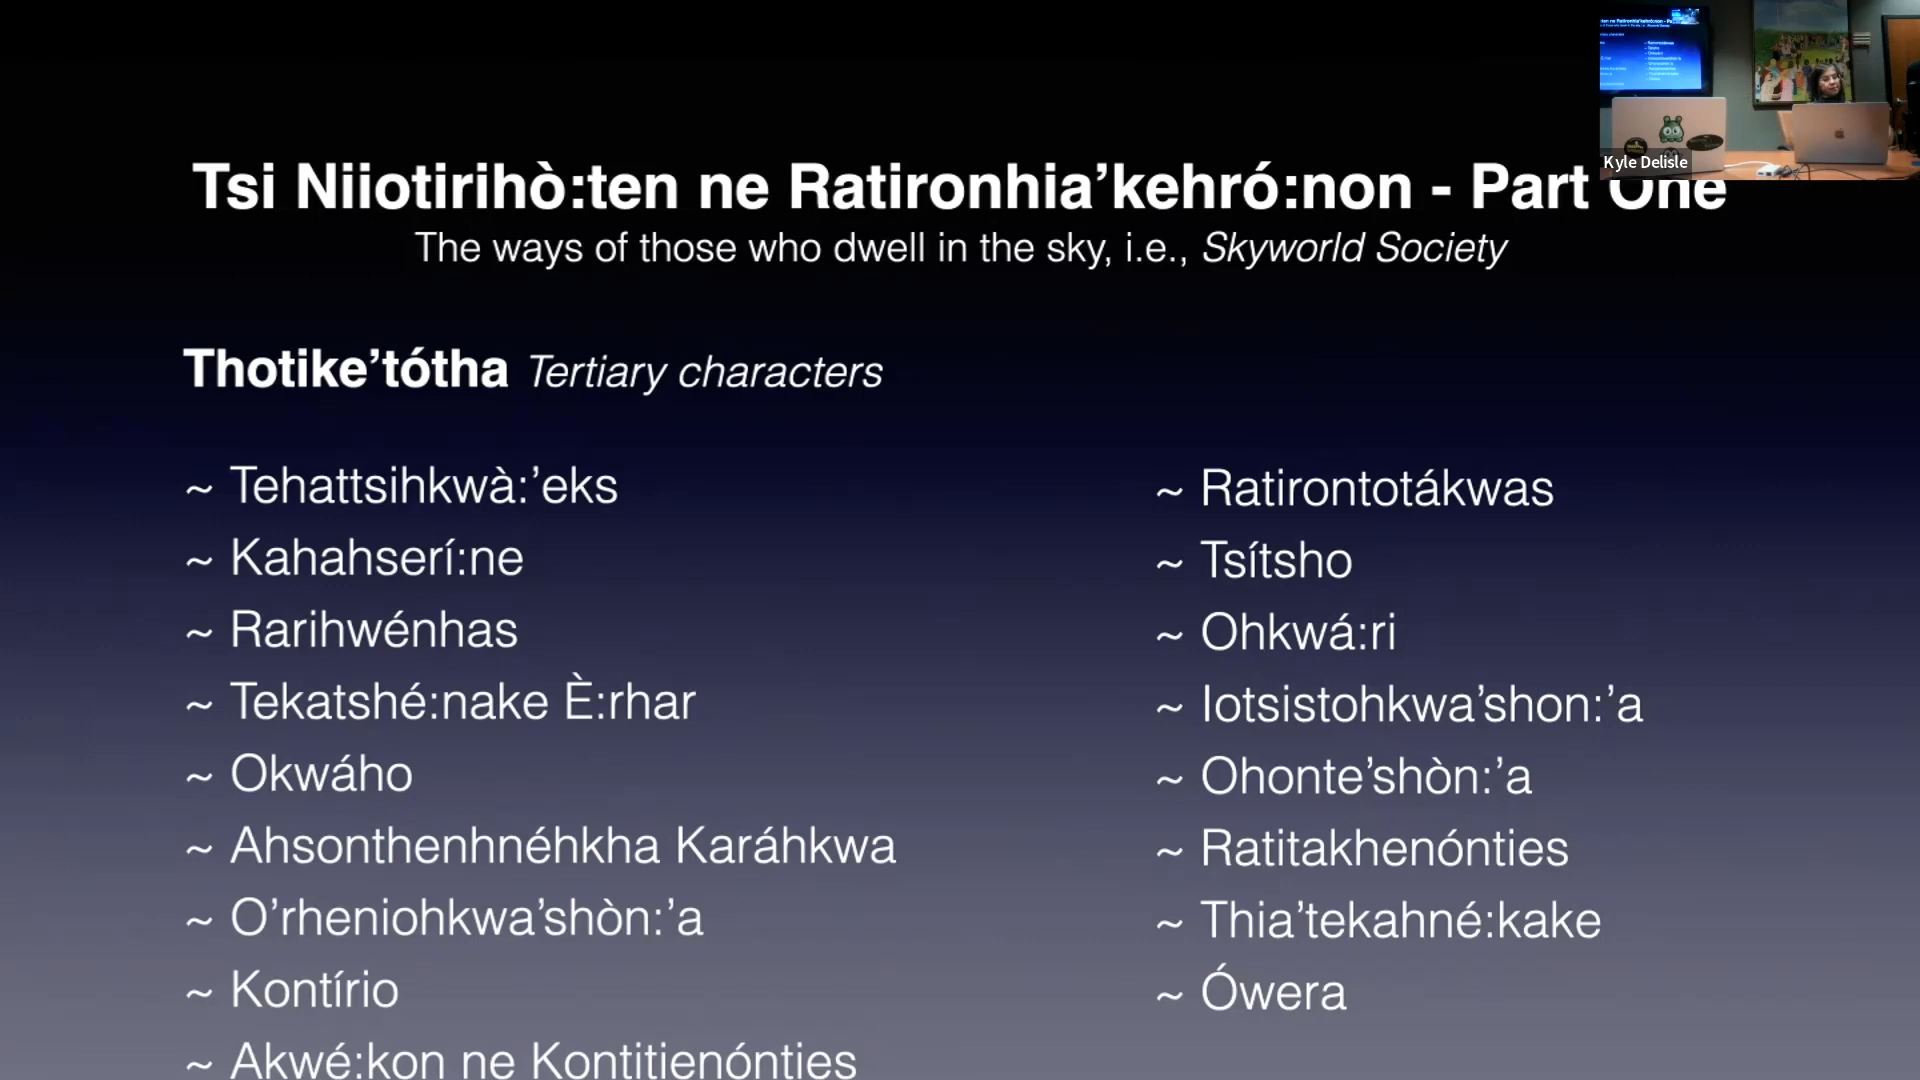 Tsi Niiotirihò:ten ne Ratironhia’kehró:non - Part One
The ways of those who dwell in the sky, i.e., Skyworld Society
Thotike’tótha Tertiary characters
~ Tehattsihkwà:’eks
~ Kahahserí:ne
~ Rarihwénhas
~ Tekatshé:nake È:rhar
~ Okwáho
~ Ahsonthenhnéhkha Karáhkwa
~ O’rheniohkwa’shòn:’a
~ Kontírio
~ Akwé:kon ne Kontitienónties
~ Ratirontotákwas
~ Tsítsho
~ Ohkwá:ri
~ Iotsistohkwa’shon:’a
~ Ohonte’shòn:’a
~ Ratitakhenónties
~ Thia’tekahné:kake
~ Ówera
Kyle Delisle